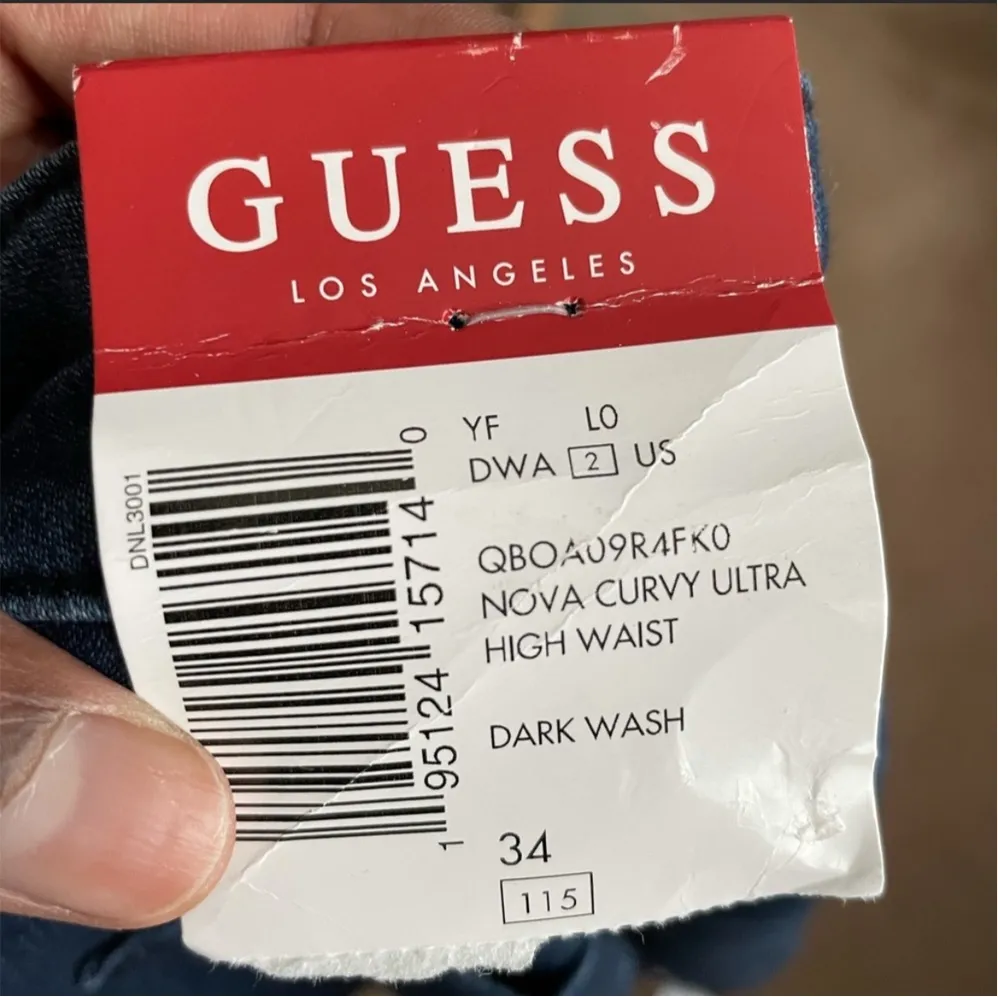 GUESS
LOS ANGELES
YF LO
DWA 2 US
QBOA09R4FK0
NOVA CURVY ULTRA
HIGH WAIST
DARK WASH
34
115
DNL3001
1 95124 15714 0